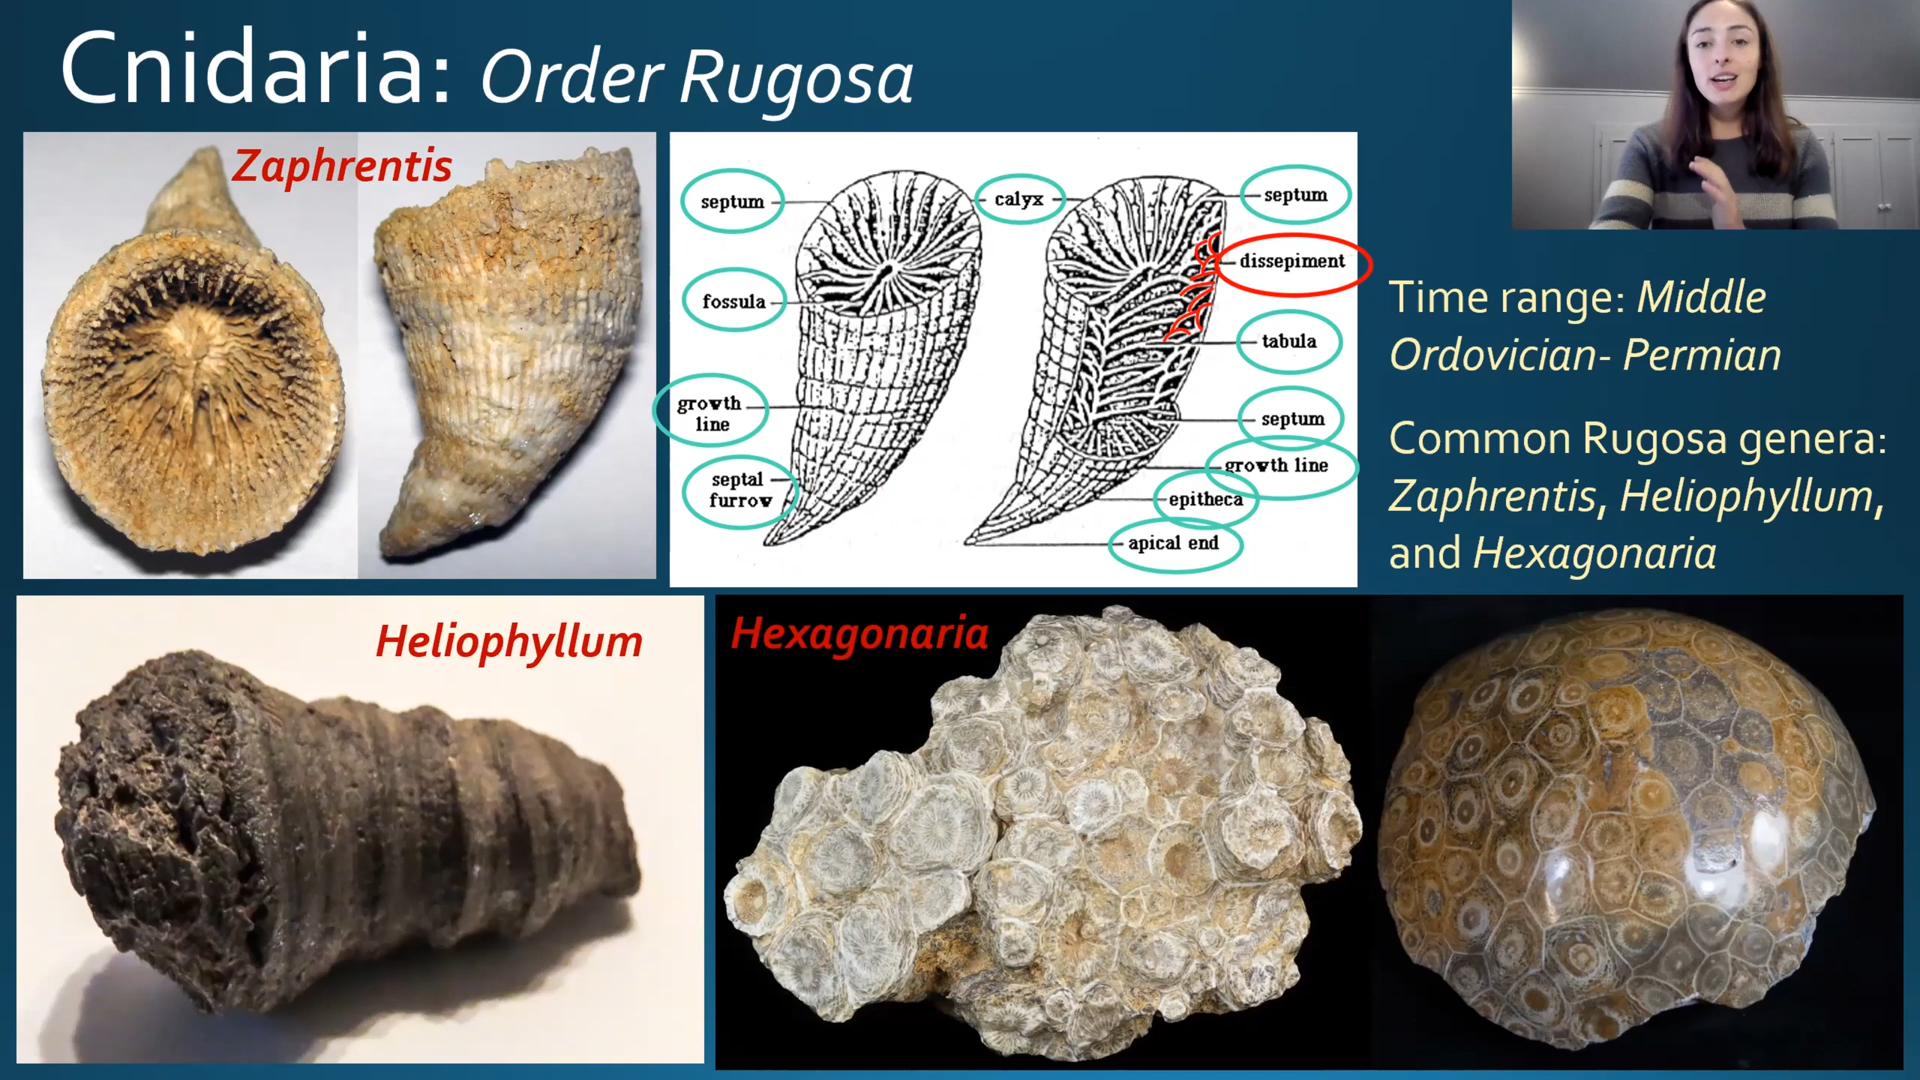 Cnidaria: Order Rugosa
Zaphrentis
septum
fossula
growth
line
septal
furrow
calyx
septum
dissepiment
tabula
septum
growth line
epitheca
apical end
Time range: Middle
Ordovician- Permian
Common Rugosa genera:
Zaphrentis, Heliophyllum,
and Hexagonaria
Heliophyllum
Hexagonaria